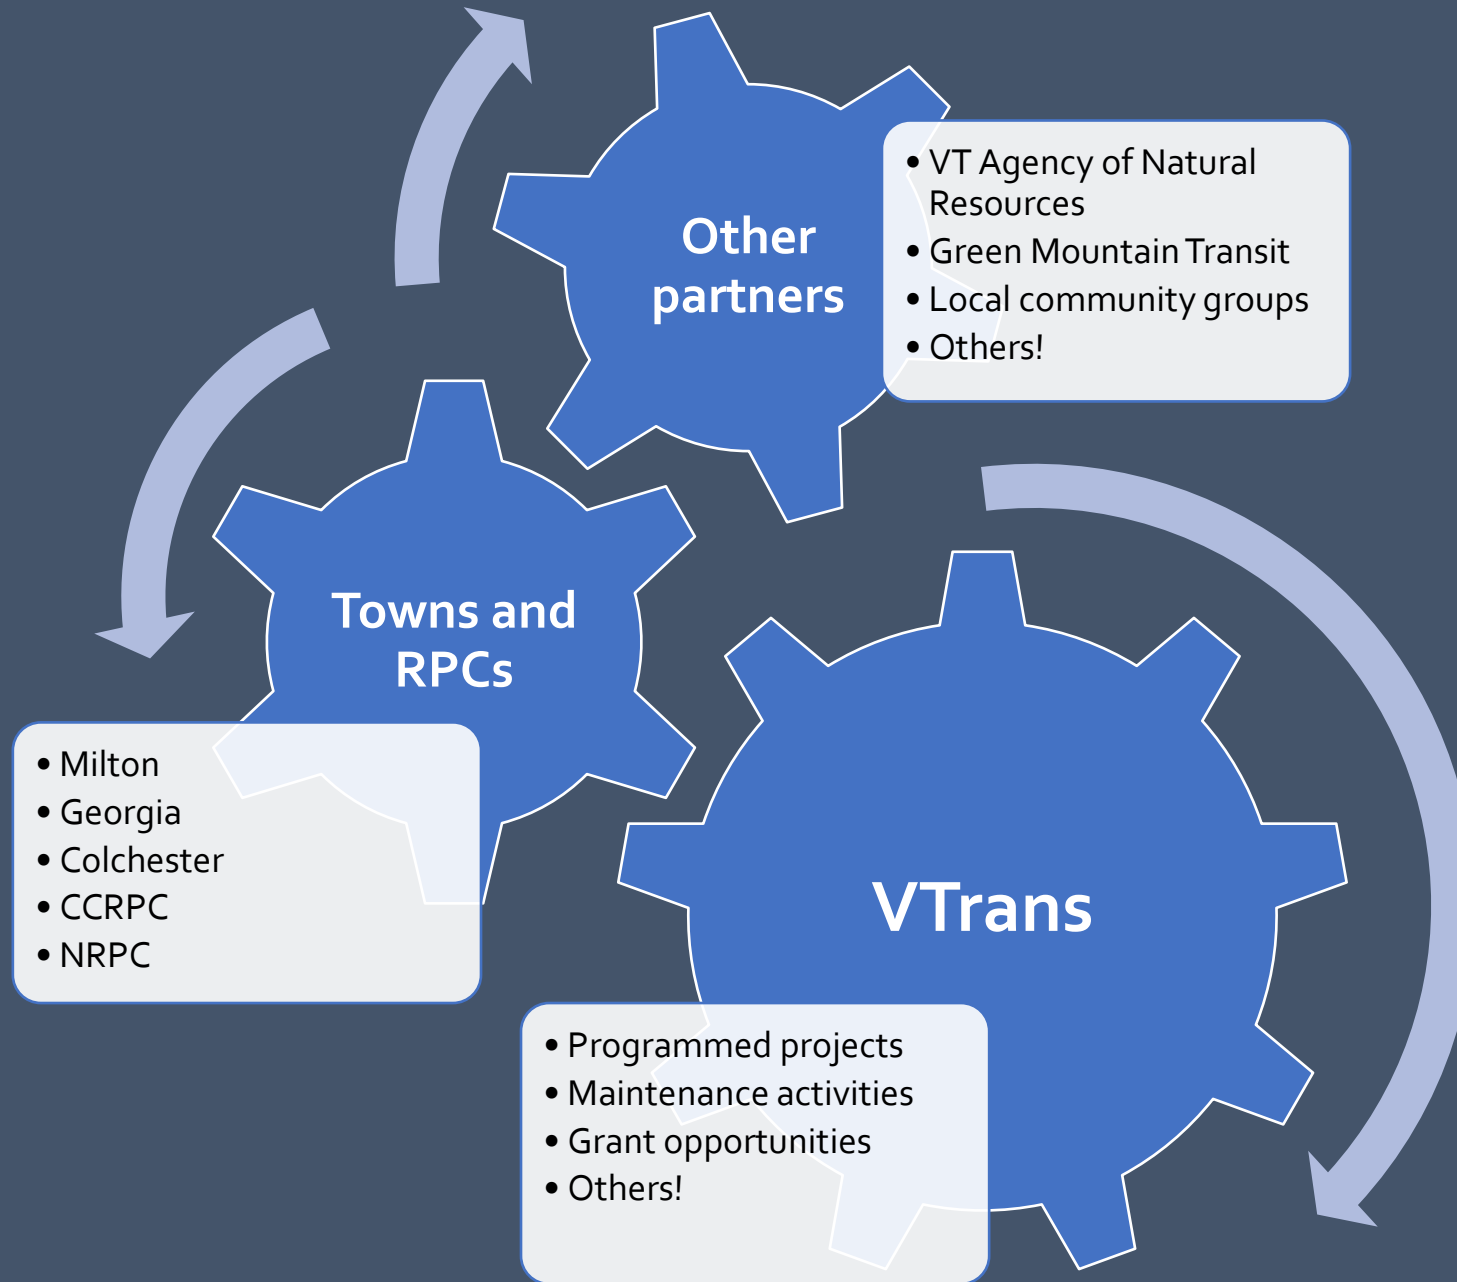 Other
partners
• VT Agency of Natural
Resources
• Green Mountain Transit
• Local community groups
• Others!
Towns and
RPCs
• Milton
• Georgia
• Colchester
• CCRPC
• NRPC
VTrans
• Programmed projects
• Maintenance activities
• Grant opportunities
• Others!